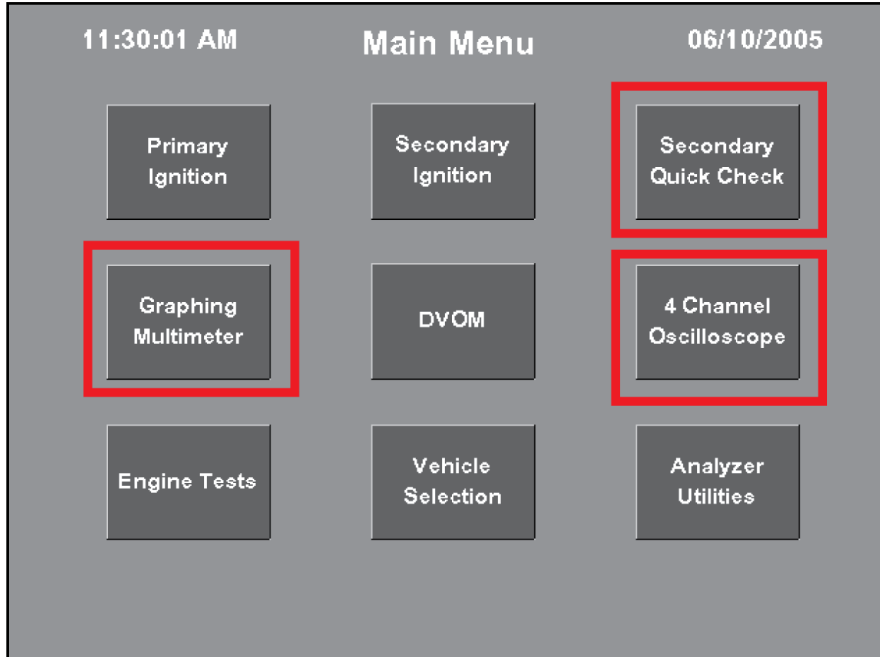 11:30:01 AM Main Menu 06/10/2005
Primary
Ignition
Secondary
Ignition
Secondary
Quick Check
Graphing
Multimeter
DVOM
4 Channel
Oscilloscope
Engine Tests
Vehicle
Selection
Analyzer
Utilities